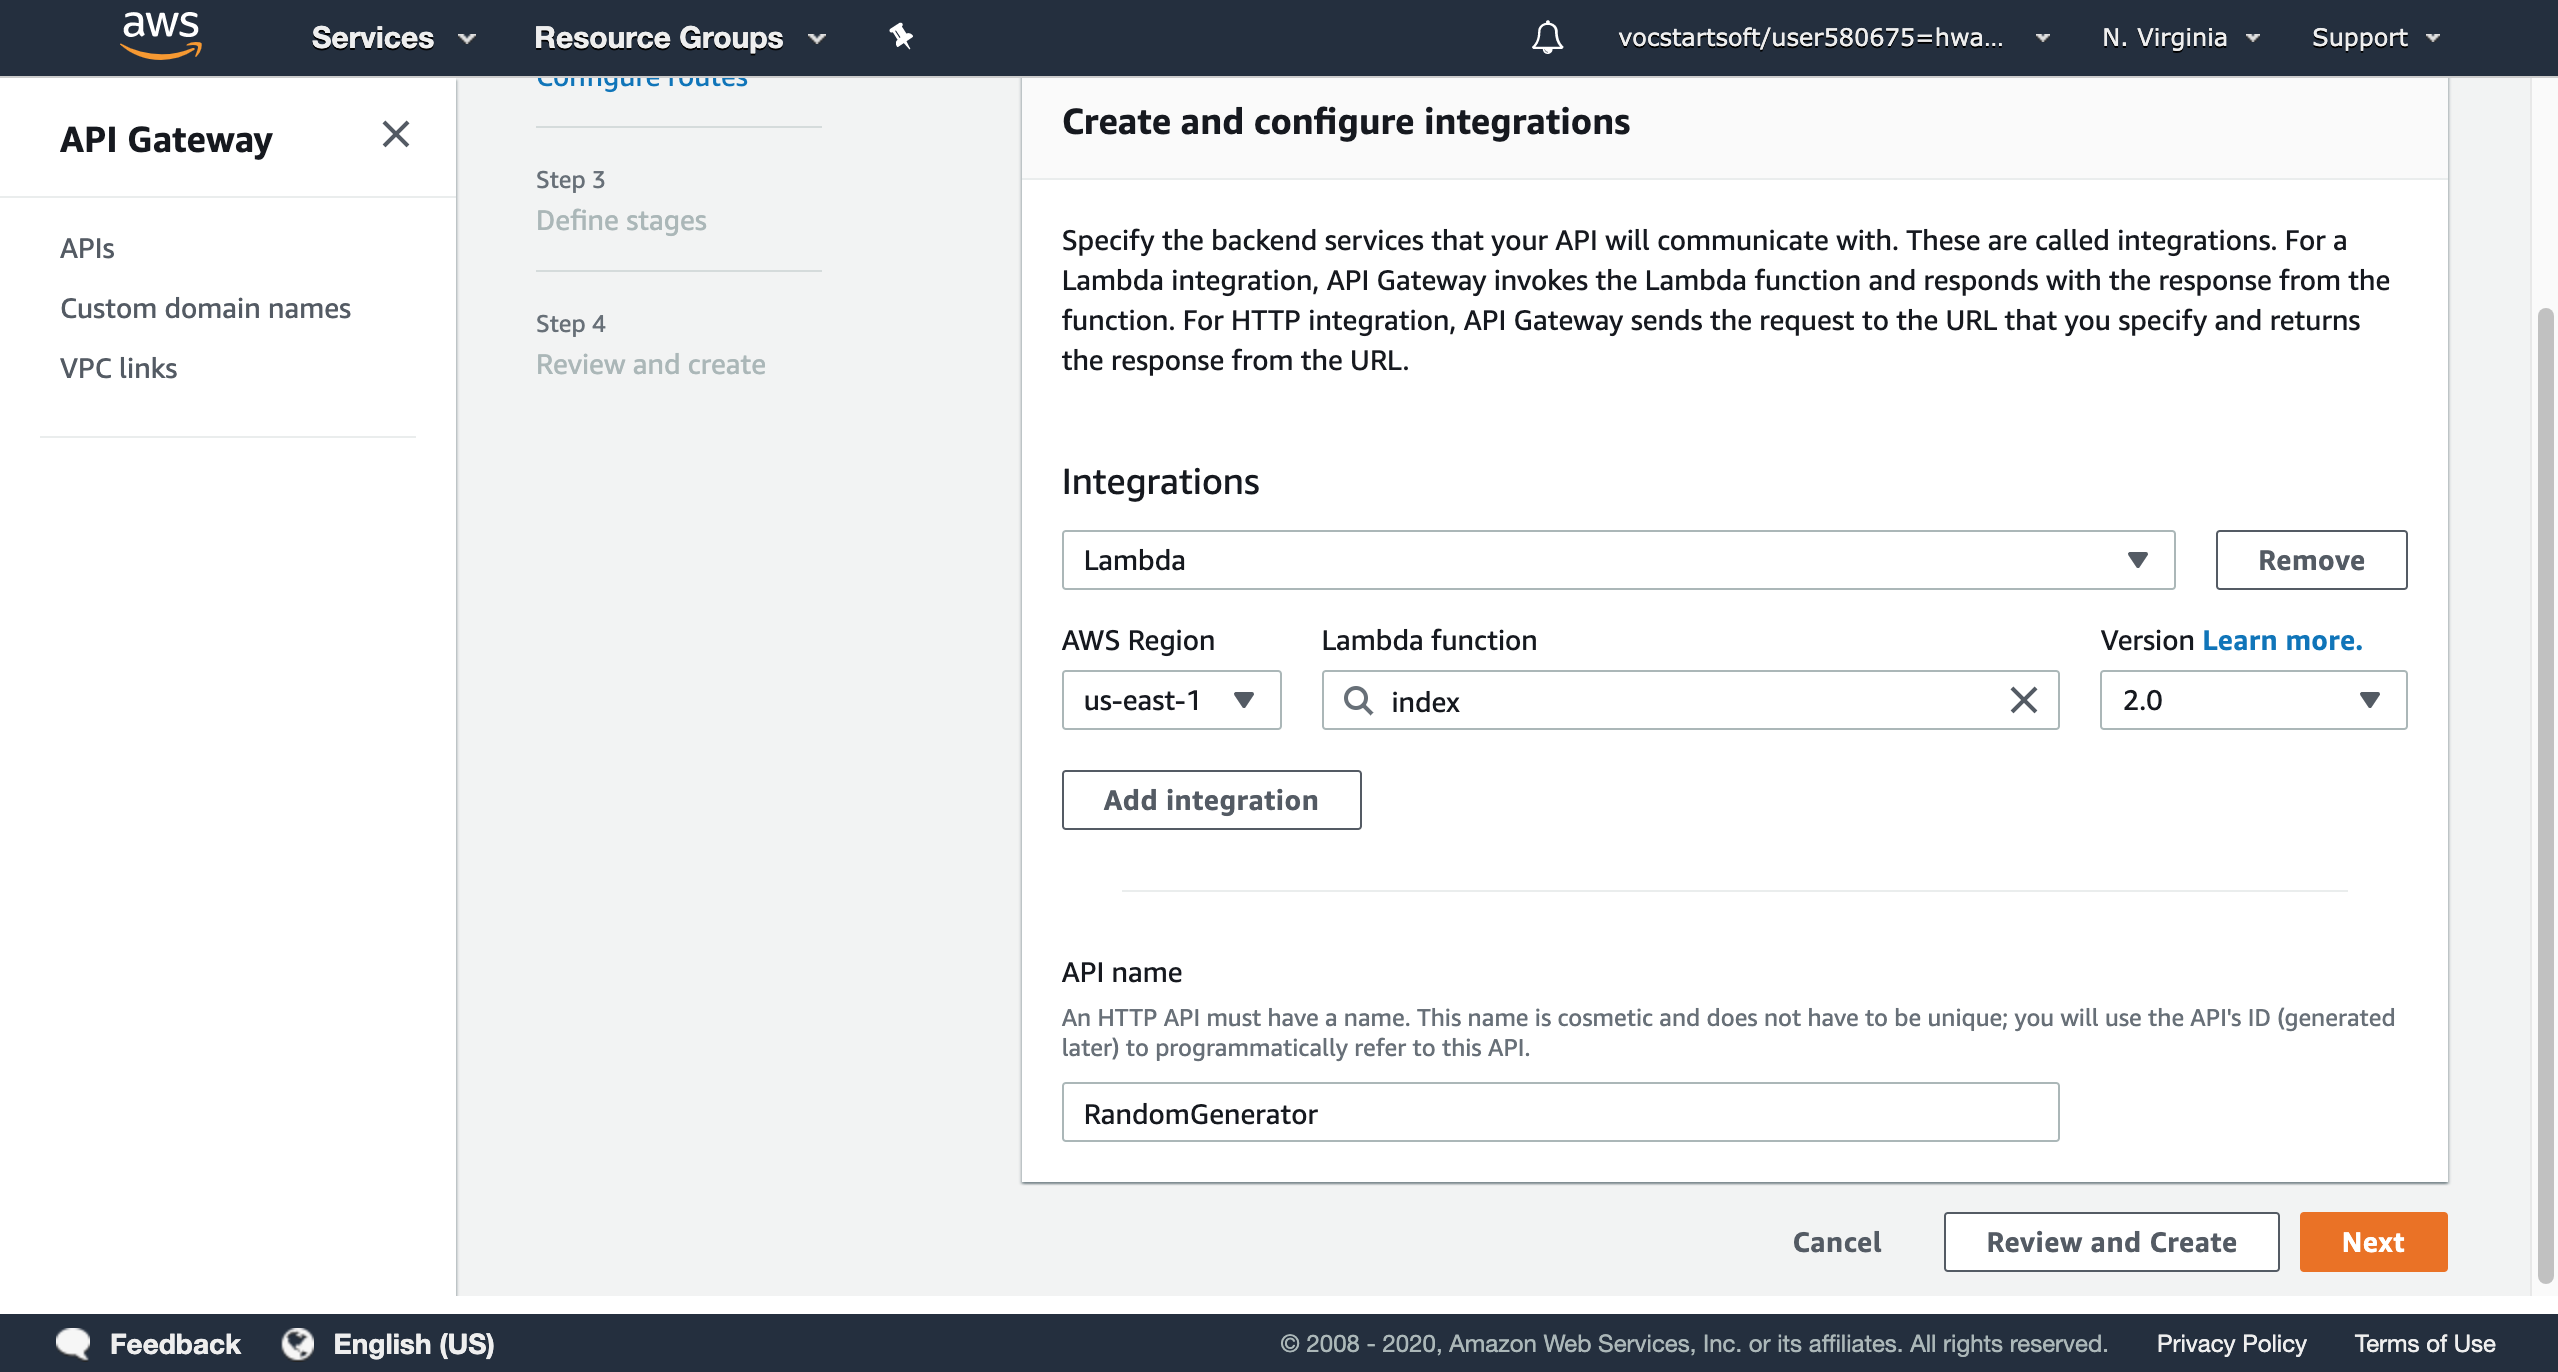 aws
Services
Resource Groups
vocstartsoft/user580675=hwa...
N. Virginia
Support
API Gateway
APIs
Custom domain names
VPC links
Configure routes
Step 3
Define stages
Step 4
Review and create
Create and configure integrations
Specify the backend services that your API will communicate with. These are called integrations. For a
Lambda integration, API Gateway invokes the Lambda function and responds with the response from the
function. For HTTP integration, API Gateway sends the request to the URL that you specify and returns
the response from the URL.
Integrations
Lambda
Remove
AWS Region
Lambda function
Version Learn more.
us-east-1
index
2.0
Add integration
API name
An HTTP API must have a name. This name is cosmetic and does not have to be unique; you will use the API's ID (generated
later) to programmatically refer to this API.
RandomGenerator
Cancel
Review and Create
Next
Feedback
English (US)
© 2008 - 2020, Amazon Web Services, Inc. or its affiliates. All rights reserved.
Privacy Policy
Terms of Use